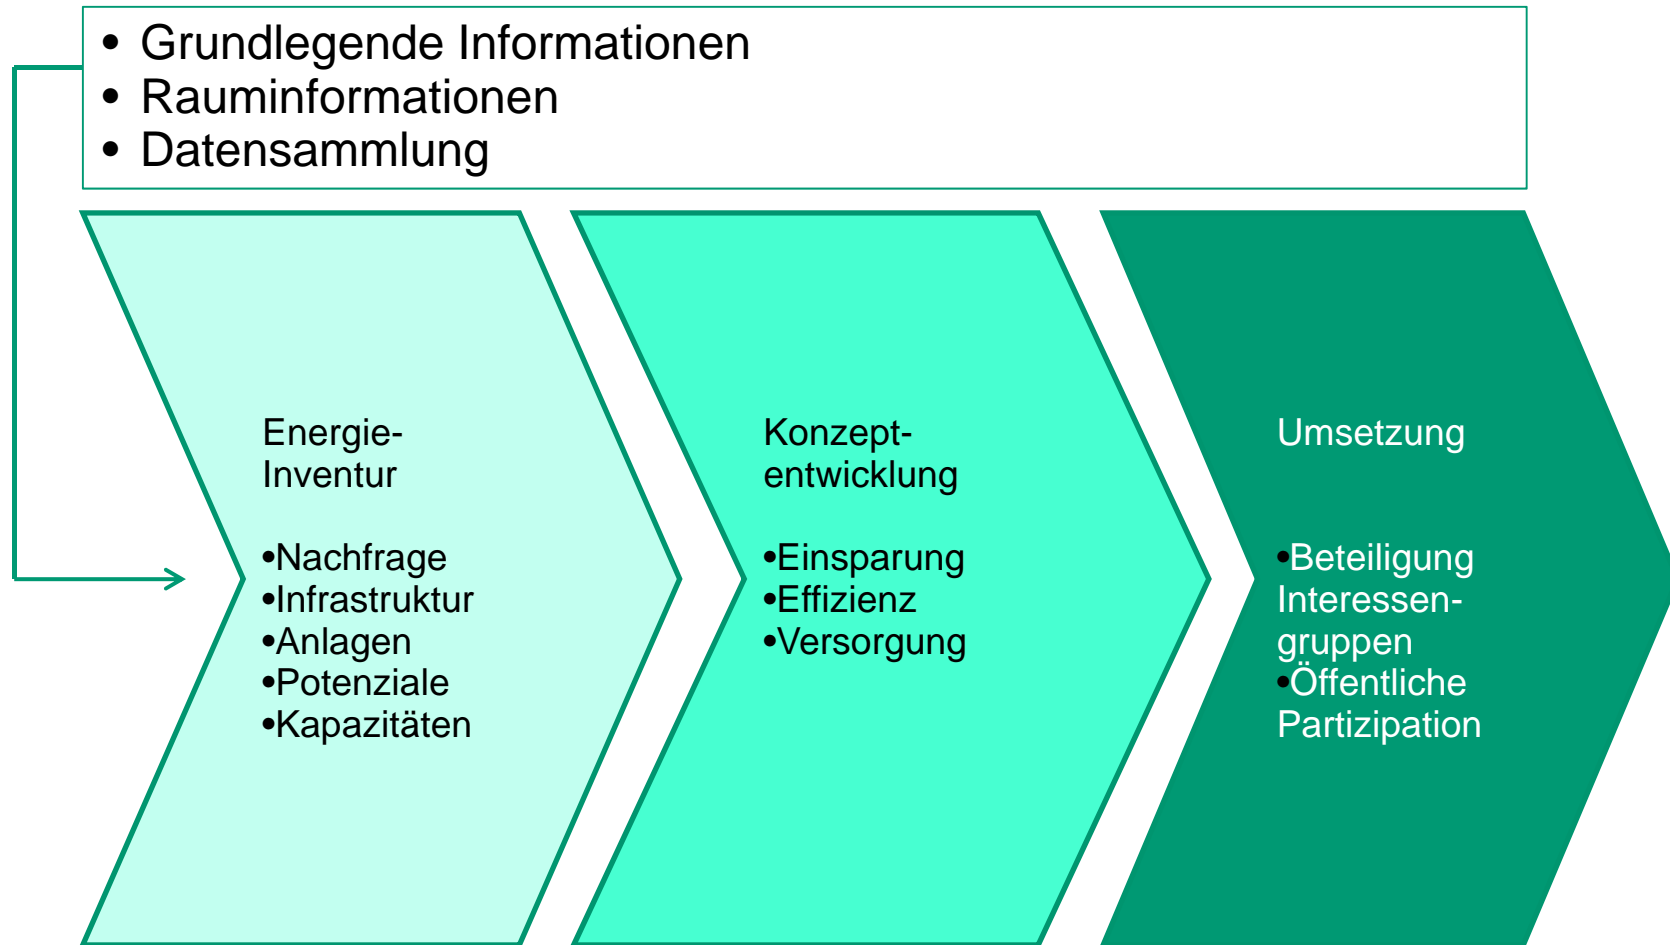 • Grundlegende Informationen
• Rauminformationen
• Datensammlung
Energie-
Inventur
•Nachfrage
•Infrastruktur
•Anlagen
•Potenziale
•Kapazitäten
Konzept-
entwicklung
•Einsparung
•Effizienz
•Versorgung
Umsetzung
•Beteiligung
Interessen-
gruppen
•Öffentliche
Partizipation